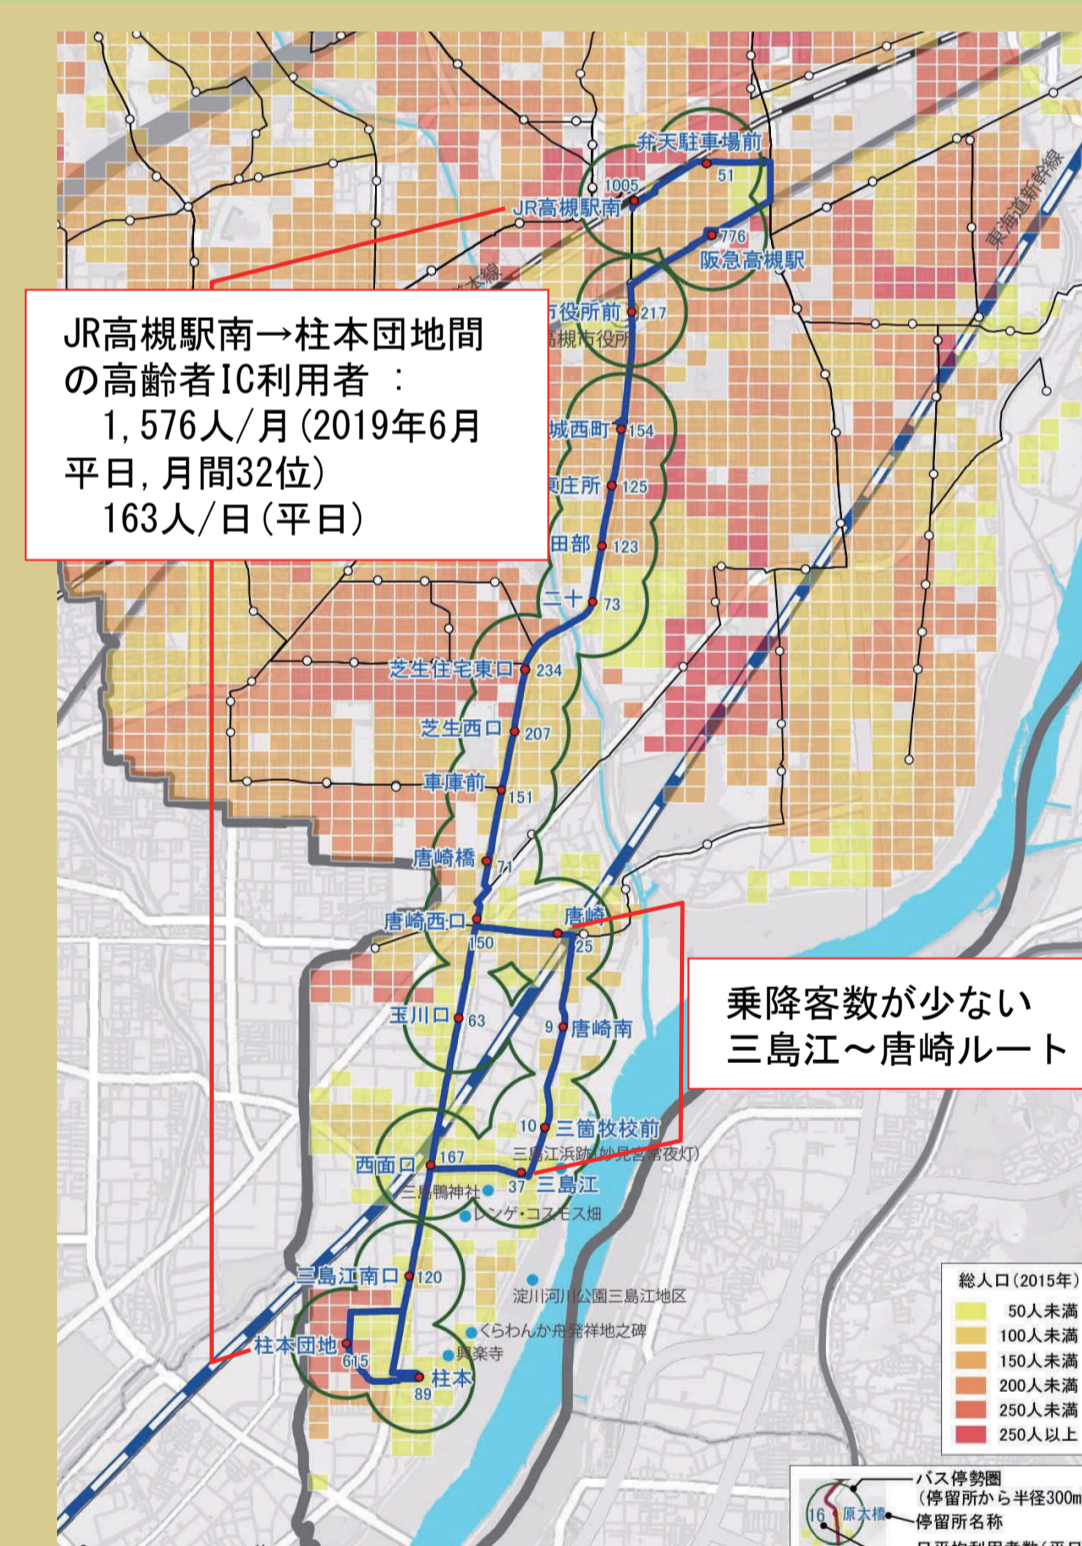 弁天駐車場前
51
1005
JR高槻駅南
776
阪急高槻駅
東海道新幹線
本線
市役所前
217
高槻市役所
JR高槻駅南→柱本団地間
の高齢者IC利用者 :
1,576人/月(2019年6月
平日,月間32位)
163人/日(平日)
城西町
154
庄所
125
田部
123
二十
73
芝生住宅東口
234
芝生西口
207
車庫前
151
唐崎橋
71
唐崎西口
150
唐崎
25
玉川口
63
9
唐崎南
乗降客数が少ない
三島江~唐崎ルート
10
三箇牧校前
三島江浜跡(妙見宮常夜灯)
西面口
167
37
三島江
三島鴨神社
レンゲ・コスモス畑
三島江南口
120
淀川河川公園三島江地区
くらわんか舟発祥地之碑
興楽寺
柱本団地
615
柱本
89
総人口(2015年)
50人未満
100人未満
150人未満
200人未満
250人未満
250人以上
バス停勢圏
(停留所から半径300m
16
原大橋
停留所名称